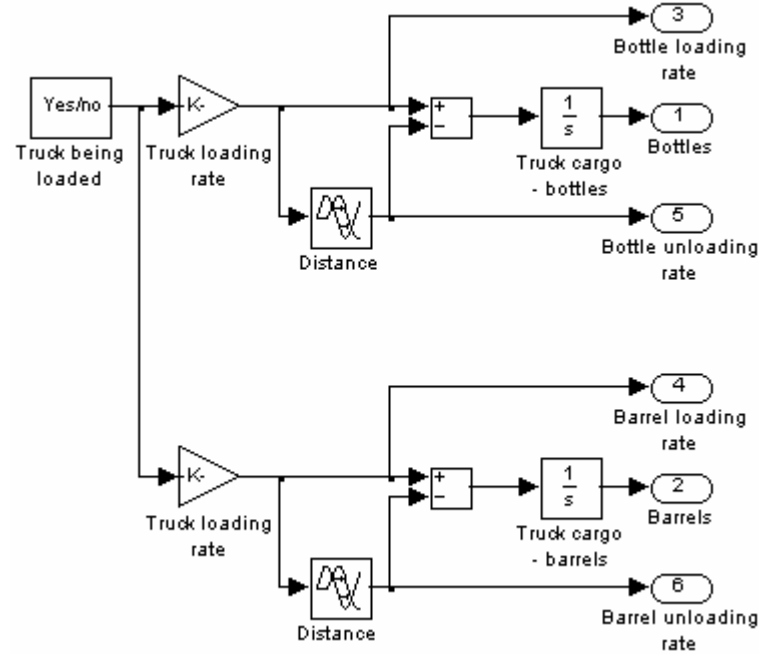 3
Bottle loading
rate
Yes/no
Truck being
loaded
K-
Truck loading
rate
+
−
1
s
Truck cargo
- bottles
1
Bottles
Distance
5
Bottle unloading
rate
4
Barrel loading
rate
K-
Truck loading
rate
+
−
1
s
Truck cargo
- barrels
2
Barrels
Distance
6
Barrel unloading
rate